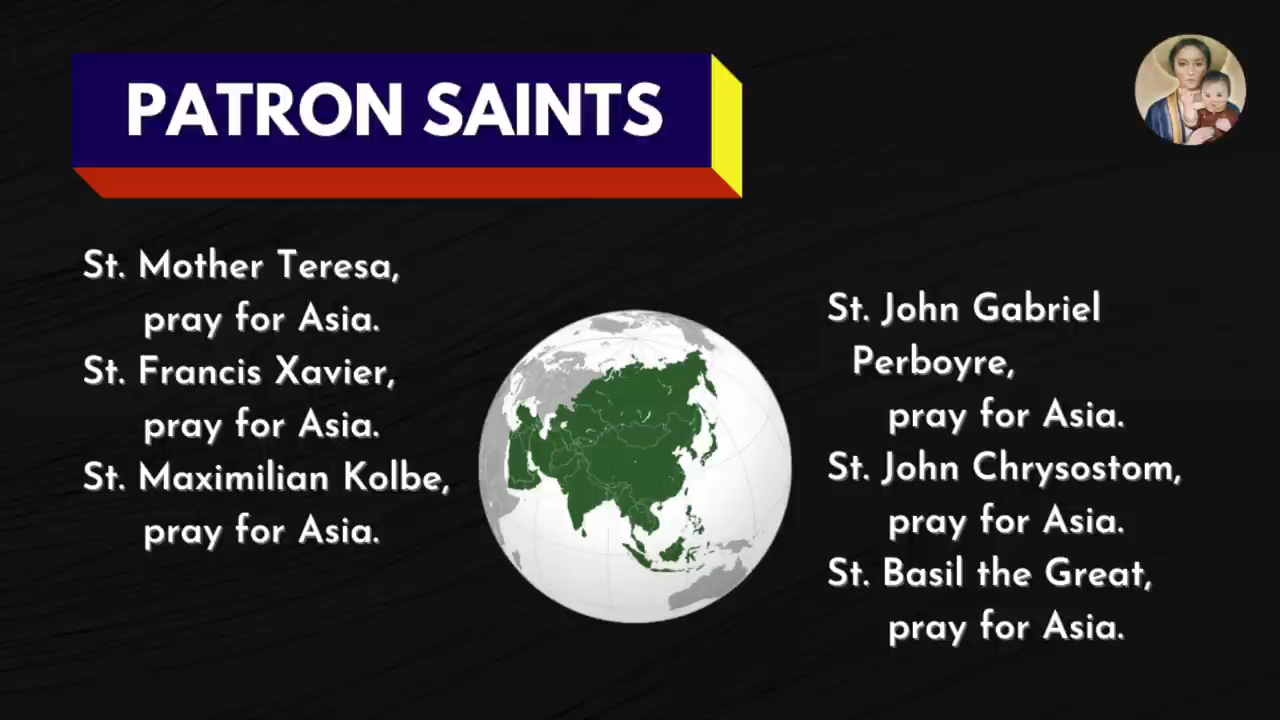 PATRON SAINTS
St. Mother Teresa,
pray for Asia.
St. Francis Xavier,
pray for Asia.
St. Maximilian Kolbe,
pray for Asia.
St. John Gabriel
Perboyre,
pray for Asia.
St. John Chrysostom,
pray for Asia.
St. Basil the Great,
pray for Asia.